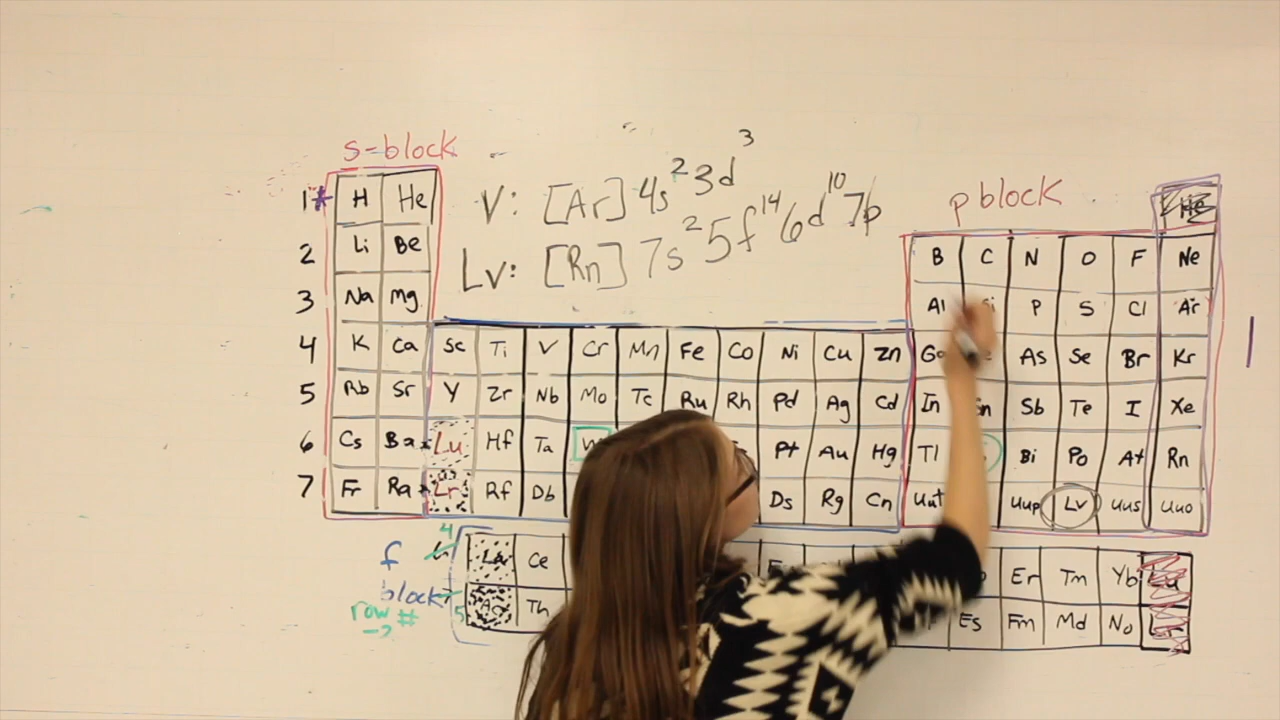 s-block
V: [Ar] 4s² 3d³
p block
Lv: [Rn] 7s² 5f¹⁴ 6d¹⁰ 7p
1* H He
B C N O F Ne
2 Li Be
Al P S Cl Ar
3 Na Mg
4 K Ca Sc Ti V Cr Mn Fe Co Ni Cu Zn As Se Br Kr
5 Rb Sr Y Zr Nb Mo Tc Ru Rh Pd Ag Cd In Sb Te I Xe
6 Cs Ba* Lu Hf Ta Pt Au Hg Tl Bi Po At Rn
7 Fr Ra* Lr Rf Db Ds Rg Cn Uut Uup Lv Uus Uuo
f 4 La Ce Er Tm Yb
block 5 Ac Th Es Fm Md No
row #
-2